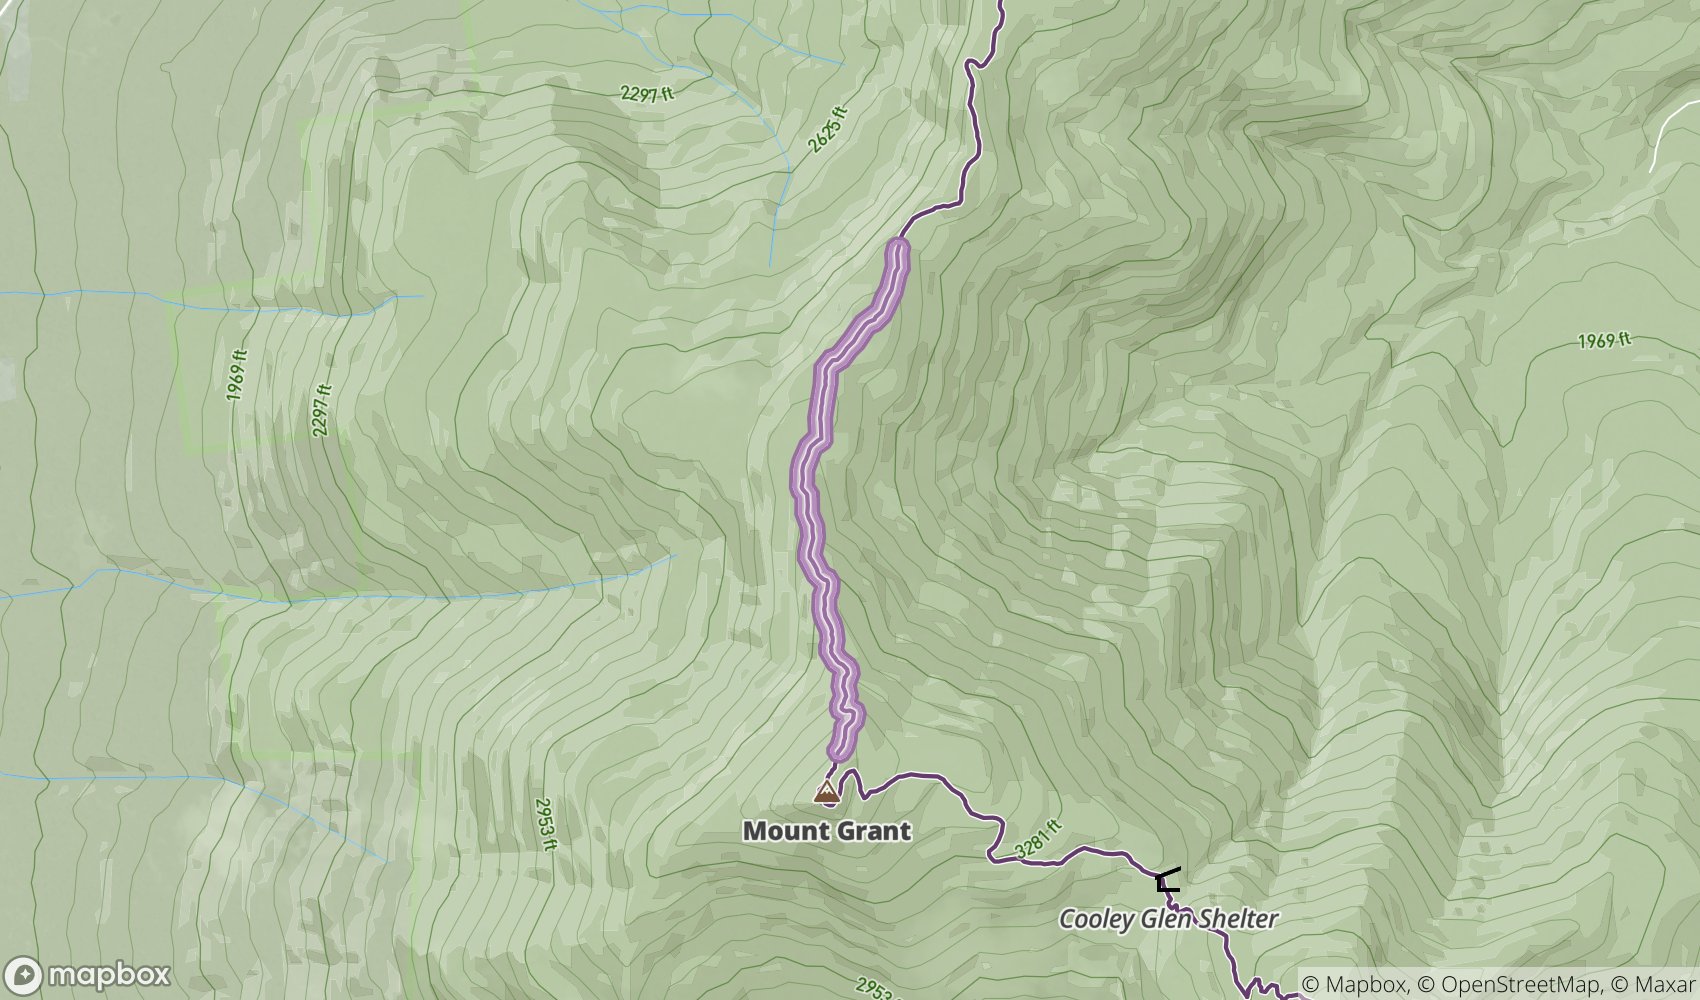 2297 ft
2625 ft
1969 ft
1969 ft
2297 ft
2953 ft
Mount Grant
3281 ft
Cooley Glen Shelter
mapbox
2953
© Mapbox, © OpenStreetMap, © Maxar